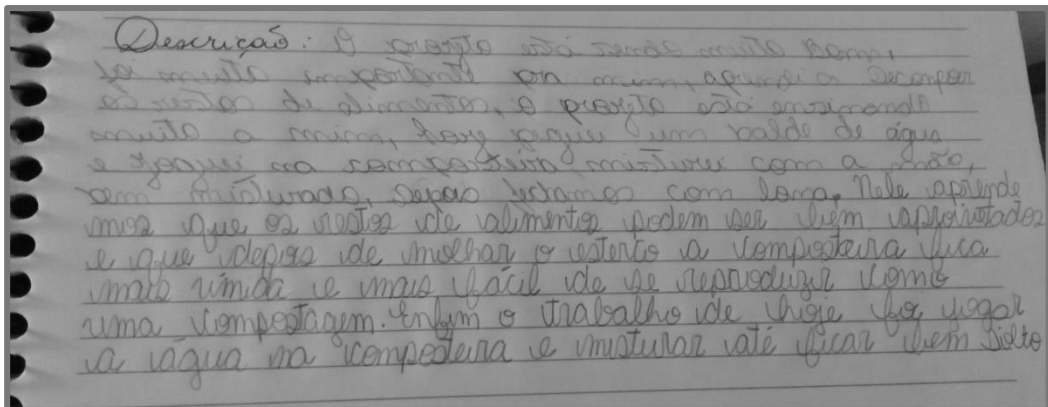 Descrição: O projeto está sendo muito bom,
tá muito importante pra mim, aprendi a decompor
os restos de alimentos, o projeto está ensinando
muito a mim, hoje peguei um balde de água
e joguei na composteira misturei com a mão,
bem misturado, depois fechamos com lona. Nele aprende
mos que os restos de alimentos podem ser bem aproveitados
e que depois de molhar o esterco a composteira fica
mais úmida e mais fácil de se reproduzir como
uma compostagem. Enfim o trabalho de hoje foi jogar
a água na composteira e misturar até ficar bem solto